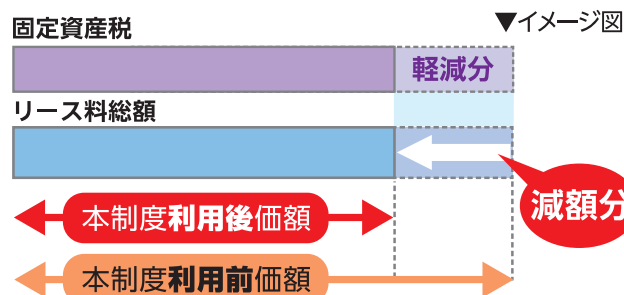 ▼イメージ図
固定資産税
軽減分
リース料総額
減額分
本制度利用後価額
本制度利用前価額